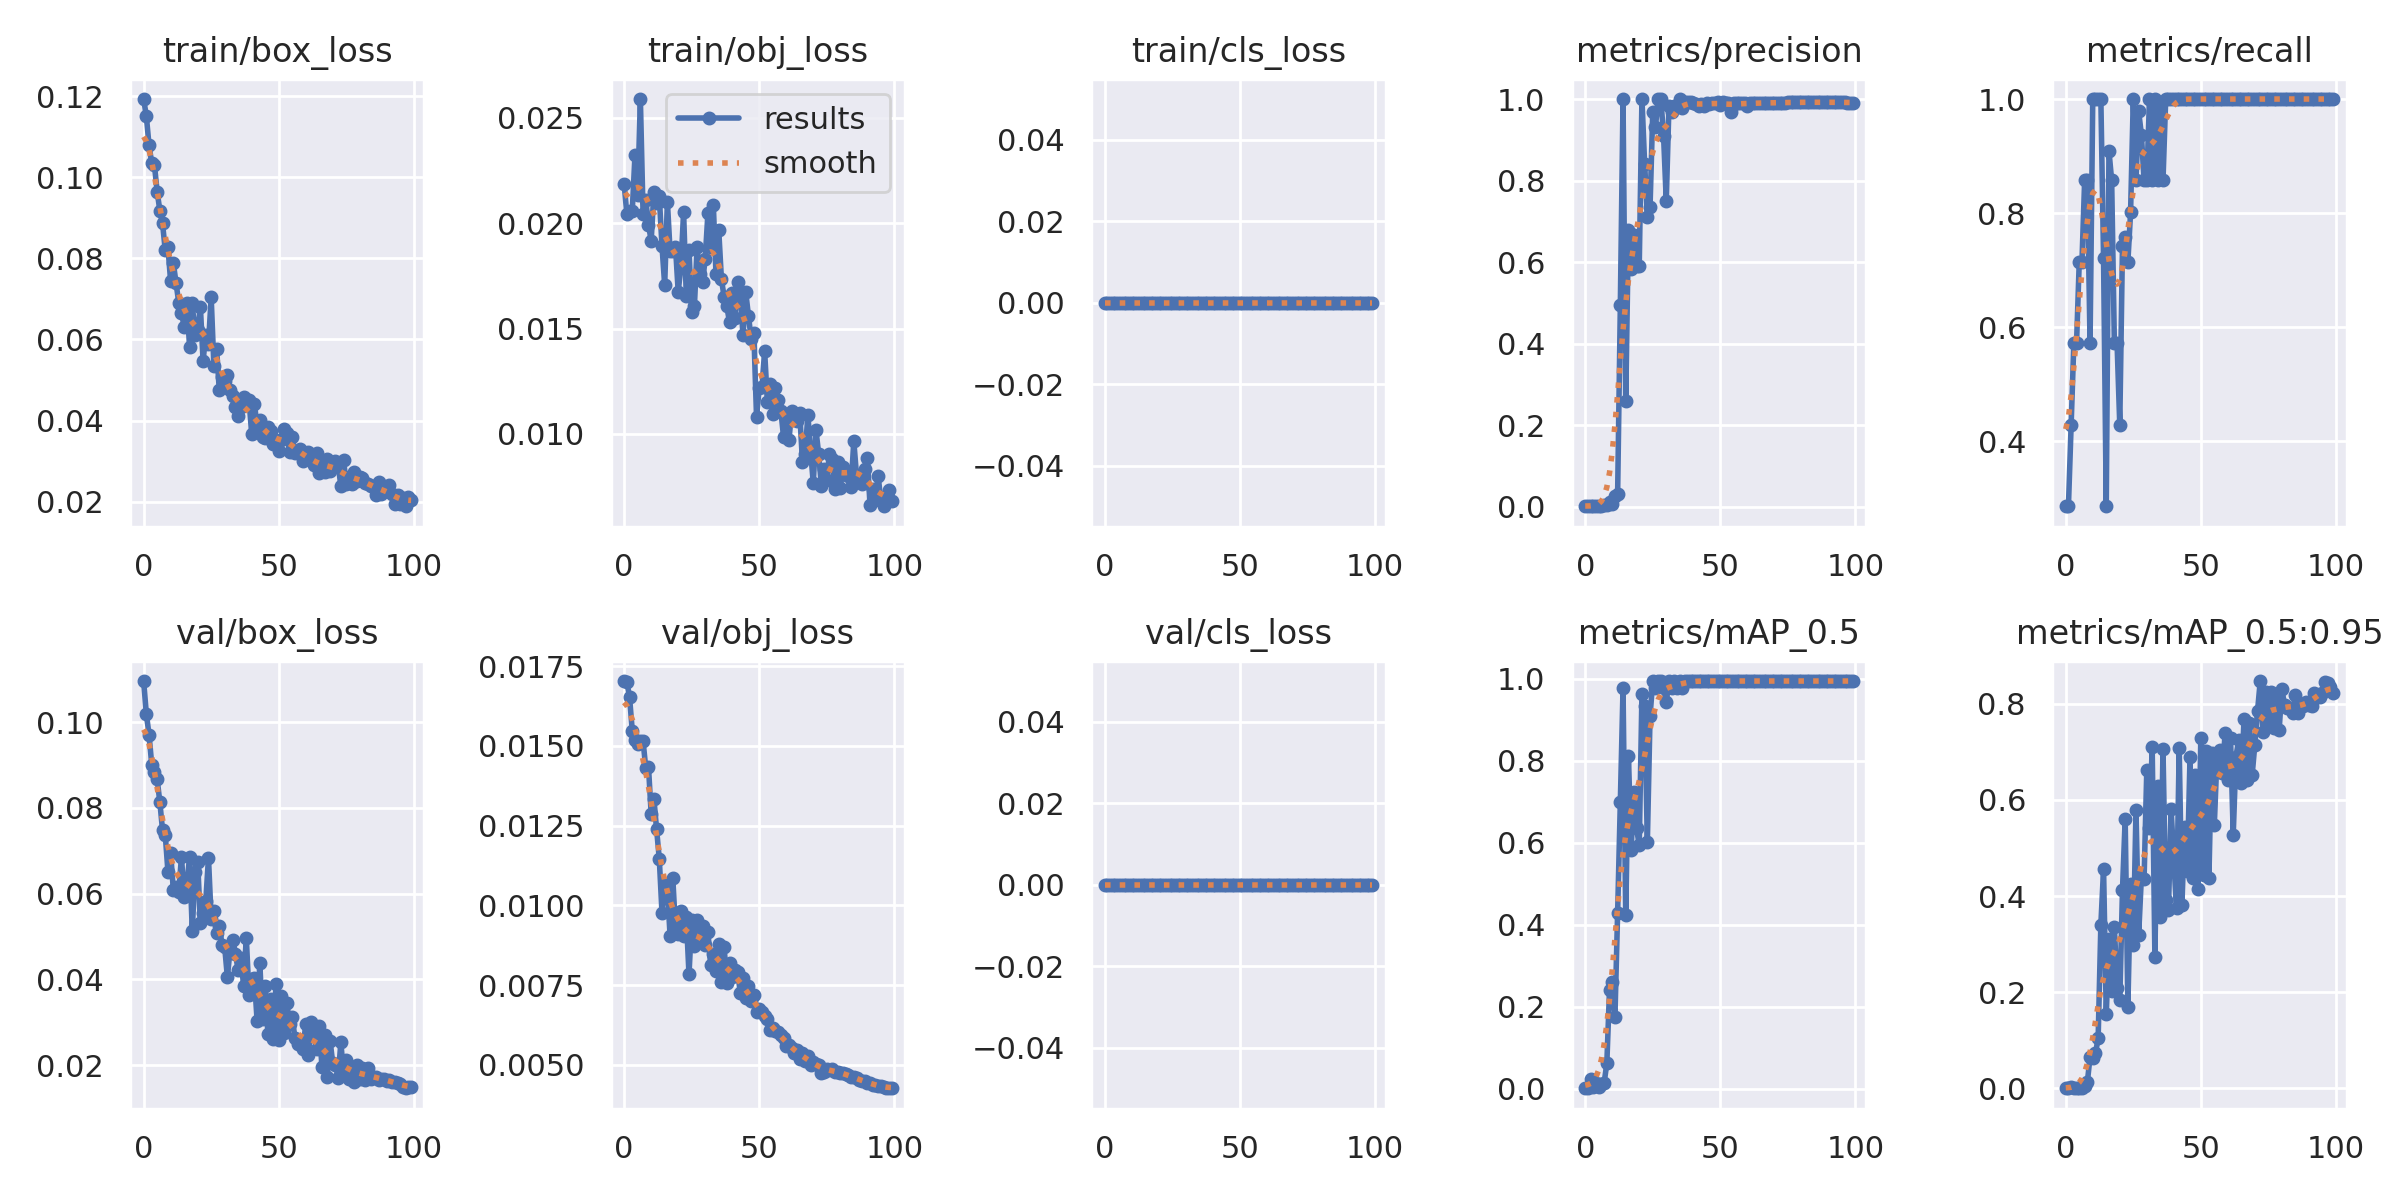 train/box_loss
0.12
0.10
0.08
0.06
0.04
0.02
0 50 100
train/obj_loss
results
smooth
0.025
0.020
0.015
0.010
0 50 100
train/cls_loss
0.04
0.02
0.00
−0.02
−0.04
0 50 100
metrics/precision
1.0
0.8
0.6
0.4
0.2
0.0
0 50 100
metrics/recall
1.0
0.8
0.6
0.4
0 50 100
val/box_loss
0.10
0.08
0.06
0.04
0.02
0 50 100
val/obj_loss
0.0175
0.0150
0.0125
0.0100
0.0075
0.0050
0 50 100
val/cls_loss
0.04
0.02
0.00
−0.02
−0.04
0 50 100
metrics/mAP_0.5
1.0
0.8
0.6
0.4
0.2
0.0
0 50 100
metrics/mAP_0.5:0.95
0.8
0.6
0.4
0.2
0.0
0 50 100